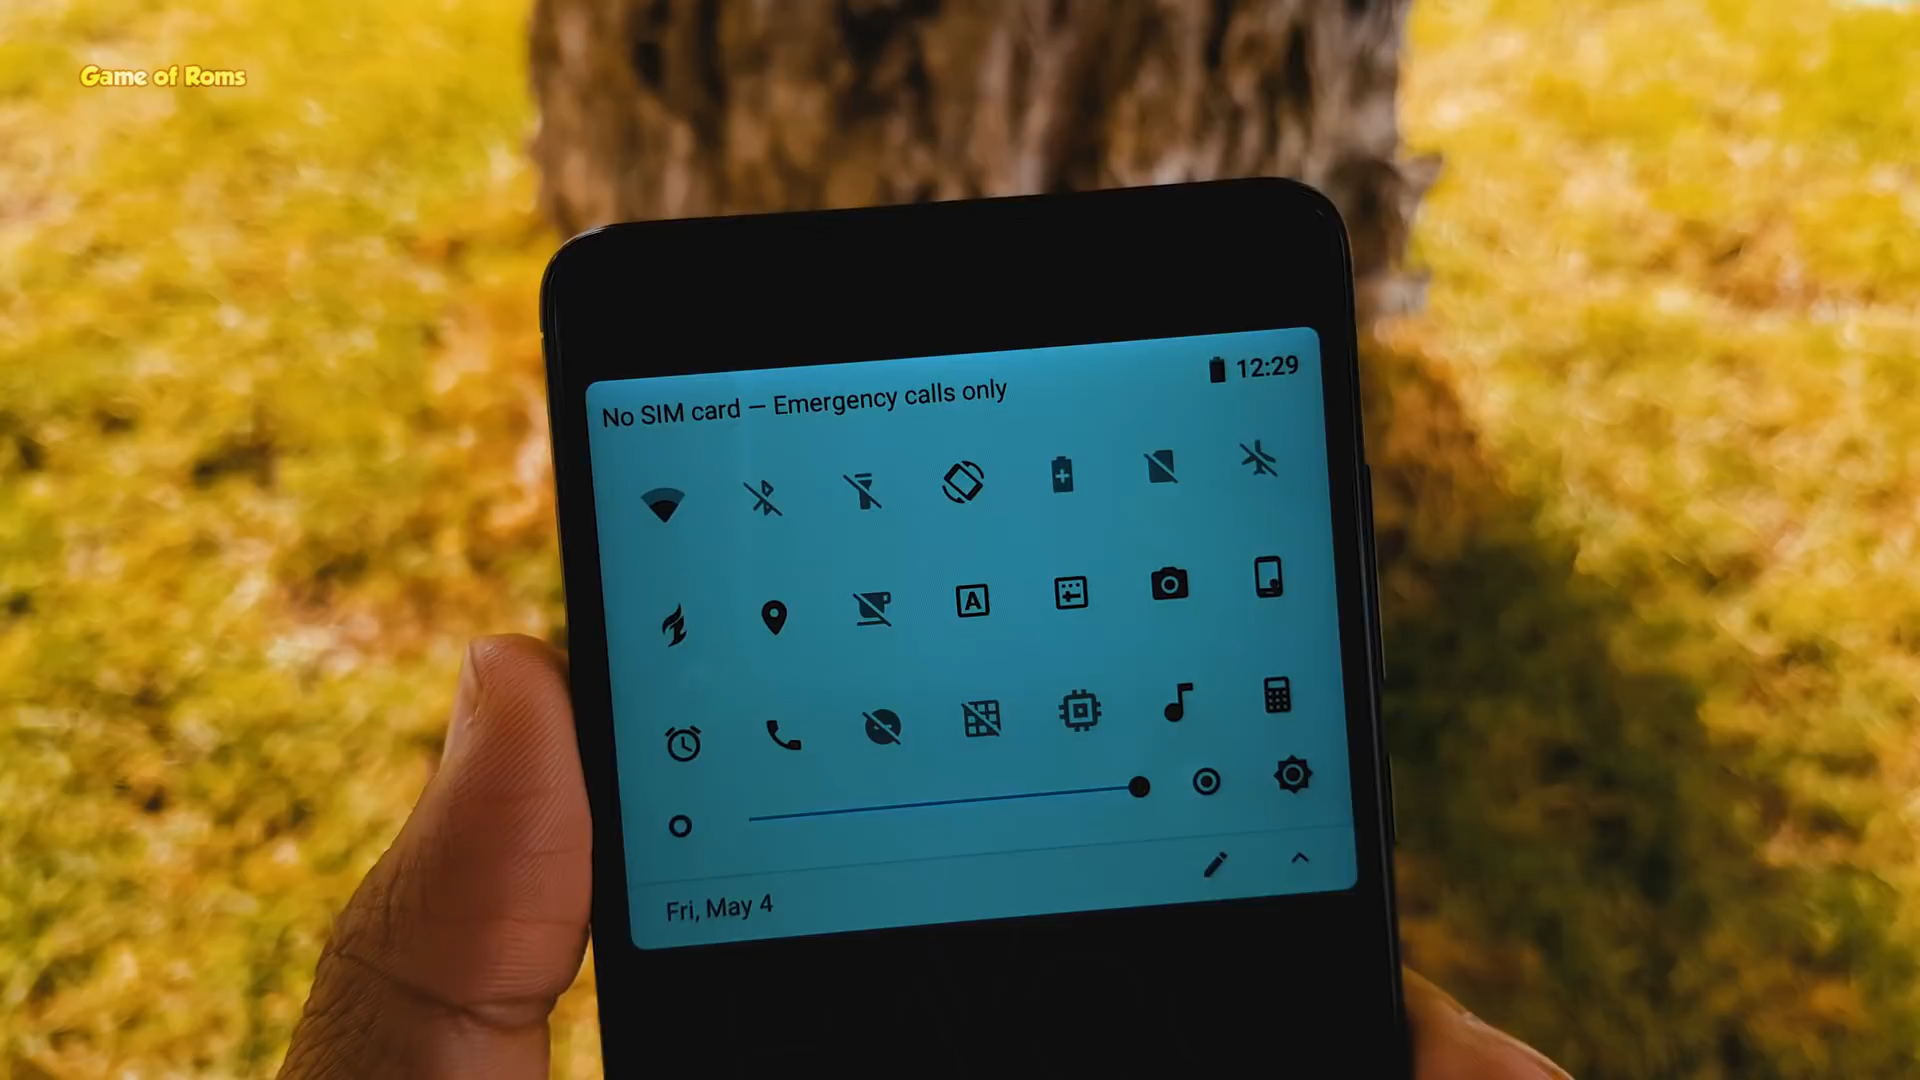 Game of Roms
12:29
No SIM card – Emergency calls only
A
Fri, May 4